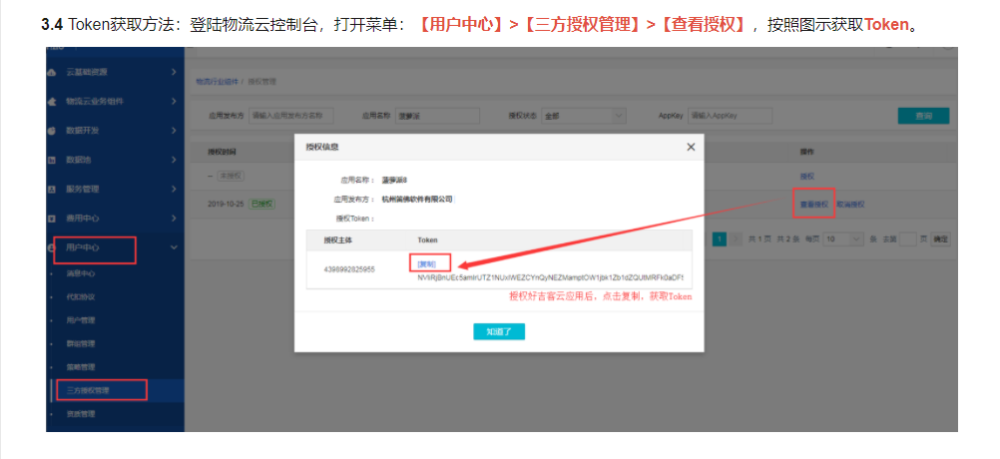 3.4 Token获取方法：登陆物流云控制台，打开菜单：【用户中心】>【三方授权管理】>【查看授权】，按照图示获取Token。
云基础资源
物流行业组件 / 授权管理
物流云业务组件
应用发布方 请输入应用发布方名称 应用名称 菠萝派 授权状态 全部 AppKey 请输入AppKey 查询
数据开发
授权信息
授权时间 操作
数据池
应用名称： 菠萝派8
-- 未授权 授权
服务管理
应用发布方：
2019-10-25 已授权 查看授权 取消授权
费用中心
授权Token：
授权主体 Token
1 共 1 页 共 2 条 每页 10 条 去第 页 确定
用户中心
[复制]
4398992825955
消息中心
授权好吉客云应用后，点击复制，获取Token
代扣协议
用户管理
知道了
群组管理
策略管理
三方授权管理
资质管理